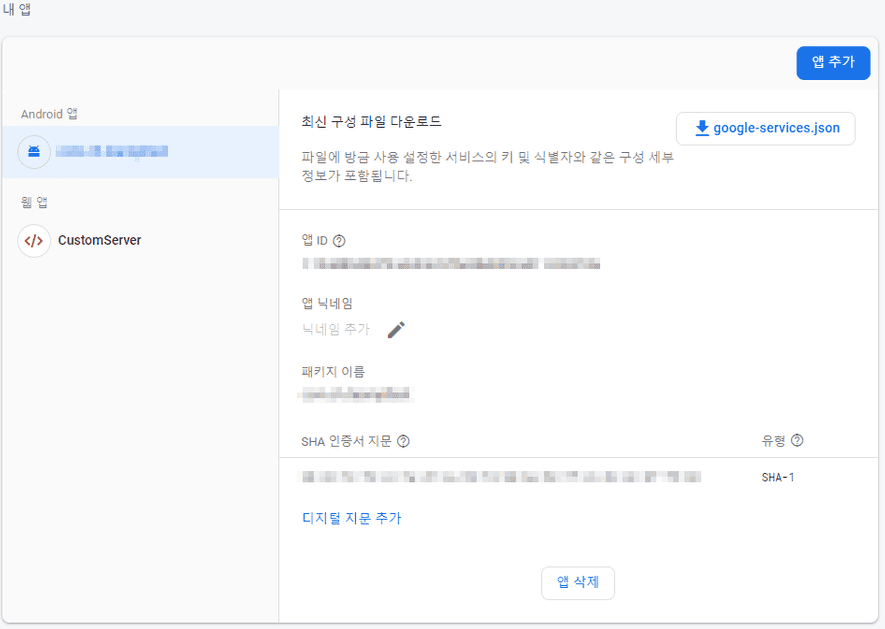 내 앱
앱 추가
Android 앱
웹 앱
CustomServer
최신 구성 파일 다운로드
google-services.json
파일에 방금 사용 설정한 서비스의 키 및 식별자와 같은 구성 세부
정보가 포함됩니다.
앱 ID
앱 닉네임
닉네임 추가
패키지 이름
SHA 인증서 지문
유형
SHA-1
디지털 지문 추가
앱 삭제